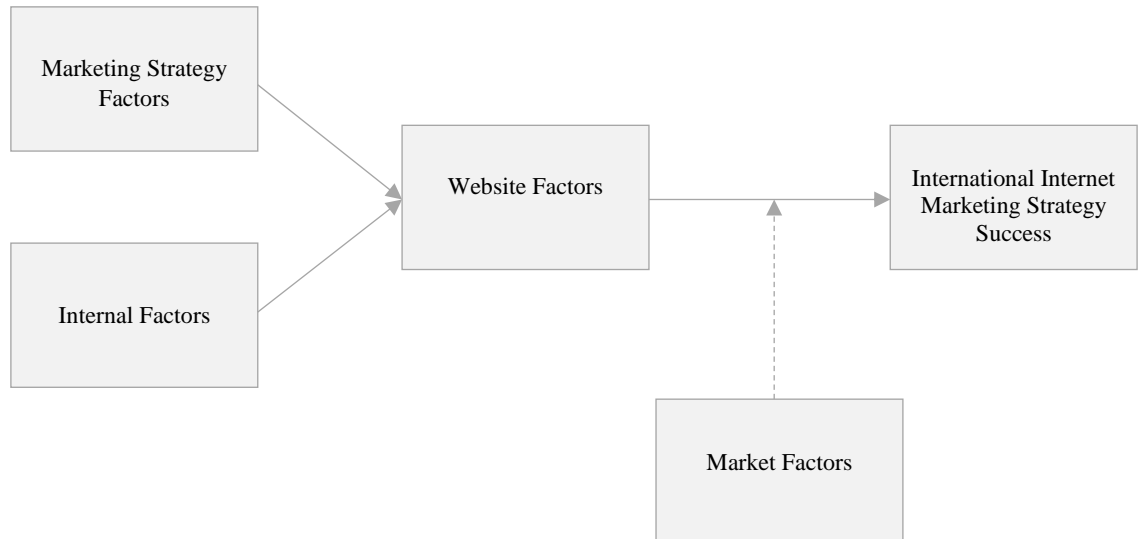 Marketing Strategy
Factors
Website Factors
International Internet
Marketing Strategy
Success
Internal Factors
Market Factors